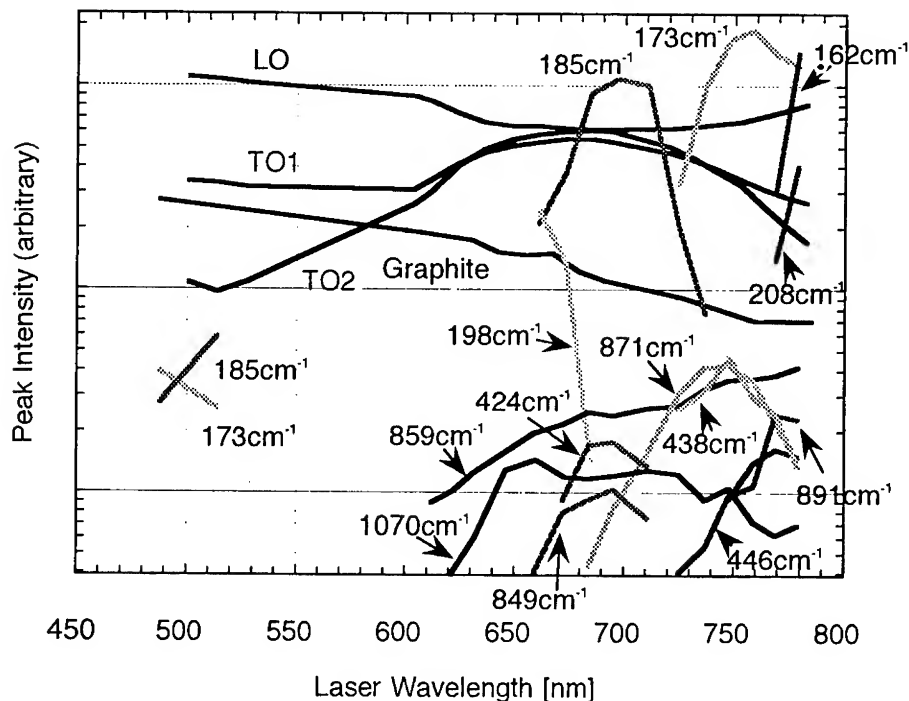 LO
185cm⁻¹
173cm⁻¹
162cm⁻¹
TO1
TO2
Graphite
208cm⁻¹
198cm⁻¹
871cm⁻¹
185cm⁻¹
424cm⁻¹
173cm⁻¹
859cm⁻¹
438cm⁻¹
891cm⁻¹
1070cm⁻¹
446cm⁻¹
849cm⁻¹
Peak Intensity (arbitrary)
450 500 550 600 650 700 750 800
Laser Wavelength [nm]